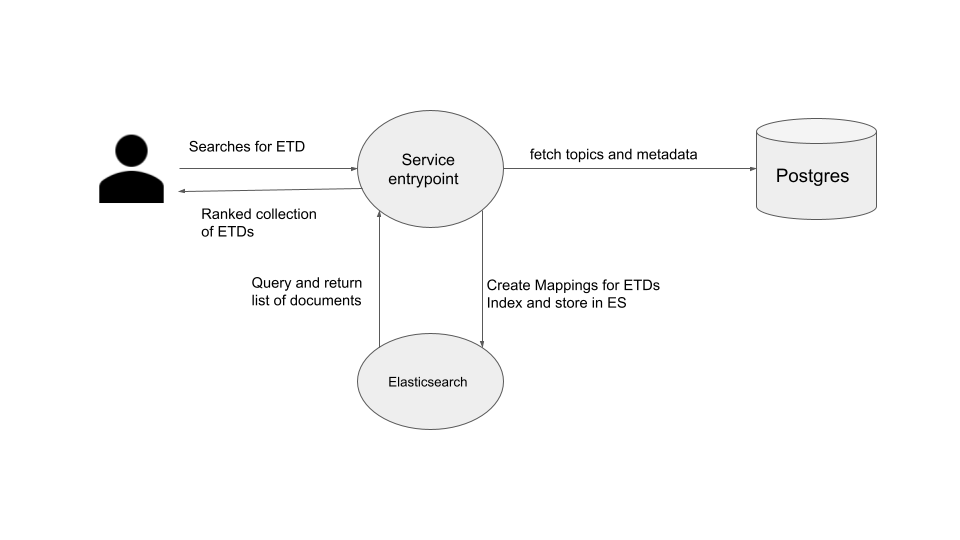 Searches for ETD
Ranked collection
of ETDs
Service
entrypoint
fetch topics and metadata
Postgres
Query and return
list of documents
Create Mappings for ETDs
Index and store in ES
Elasticsearch